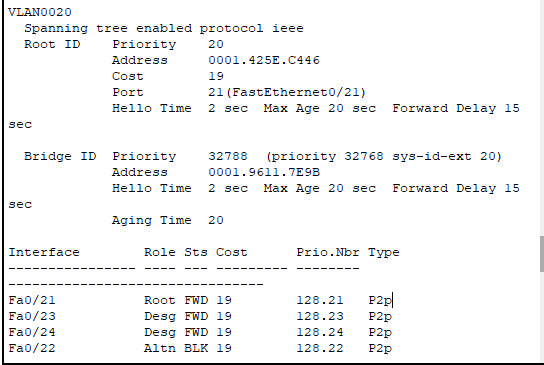 VLAN0020
Spanning tree enabled protocol ieee
Root ID Priority 20
Address 0001.425E.C446
Cost 19
Port 21(FastEthernet0/21)
Hello Time 2 sec Max Age 20 sec Forward Delay 15
sec
Bridge ID Priority 32788 (priority 32768 sys-id-ext 20)
Address 0001.9611.7E9B
Hello Time 2 sec Max Age 20 sec Forward Delay 15
sec
Aging Time 20
Interface Role Sts Cost Prio.Nbr Type
---------------- ---- --- --------- --------
--------------------------------
Fa0/21 Root FWD 19 128.21 P2p
Fa0/23 Desg FWD 19 128.23 P2p
Fa0/24 Desg FWD 19 128.24 P2p
Fa0/22 Altn BLK 19 128.22 P2p